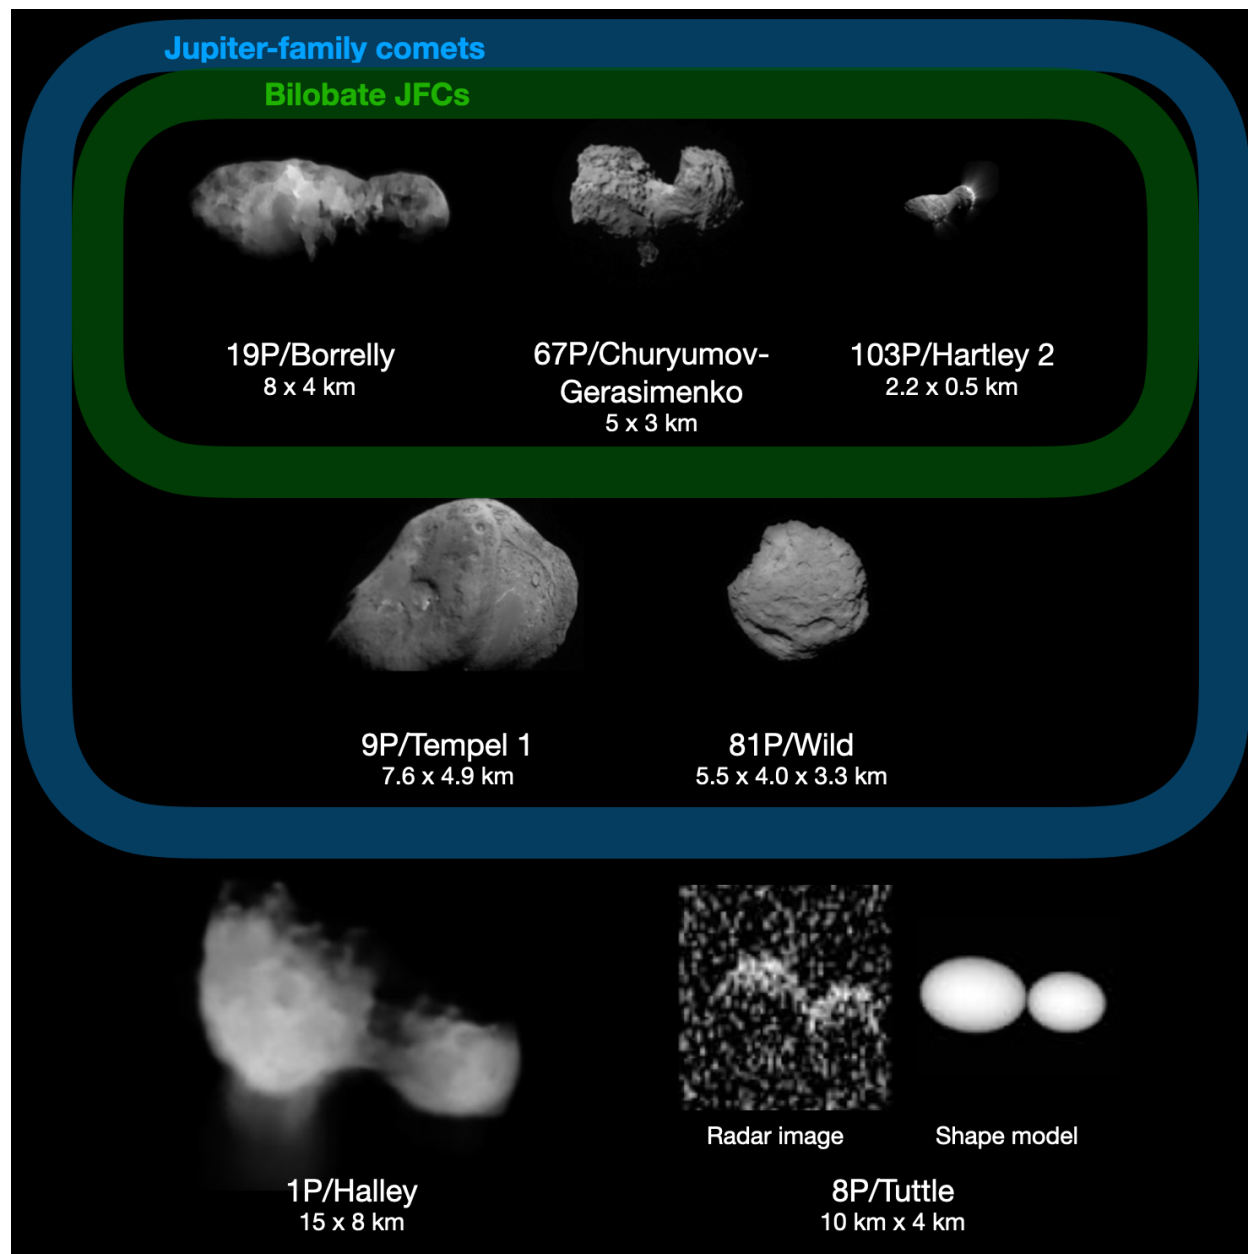 Jupiter-family comets
Bilobate JFCs
19P/Borrelly
8 x 4 km
67P/Churyumov-
Gerasimenko
5 x 3 km
103P/Hartley 2
2.2 x 0.5 km
9P/Tempel 1
7.6 x 4.9 km
81P/Wild
5.5 x 4.0 x 3.3 km
1P/Halley
15 x 8 km
Radar image
Shape model
8P/Tuttle
10 km x 4 km